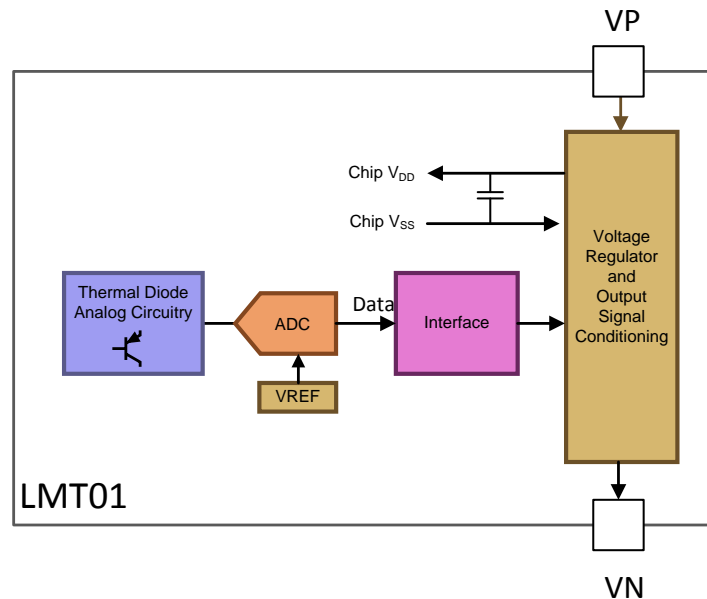 VP
Chip VDD
Chip VSS
Voltage
Regulator
and
Output
Signal
Conditioning
Thermal Diode
Analog Circuitry
ADC
Data
Interface
VREF
LMT01
VN